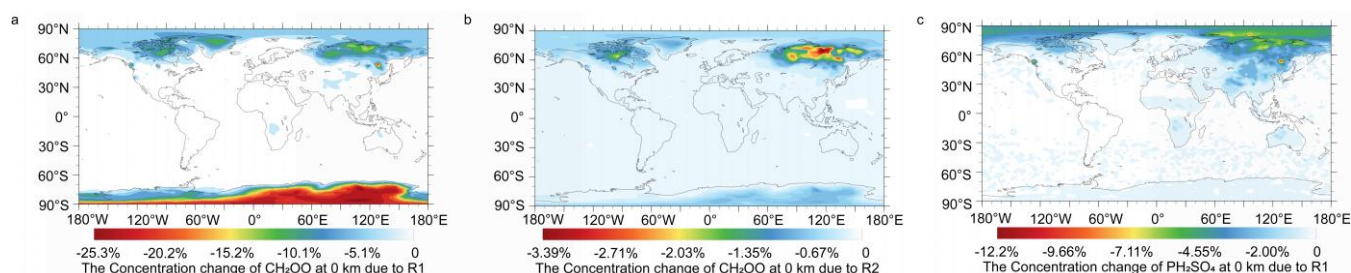 a
90°N
60°N
30°N
0°
30°S
60°S
90°S
180°W 120°W 60°W 0° 60°E 120°E 180°E
-25.3% -20.2% -15.2% -10.1% -5.1% 0
The Concentration change of CH₂OO at 0 km due to R1
b
90°N
60°N
30°N
0°
30°S
60°S
90°S
180°W 120°W 60°W 0° 60°E 120°E 180°E
-3.39% -2.71% -2.03% -1.35% -0.67% 0
The Concentration change of CH₂OO at 0 km due to R2
c
90°N
60°N
30°N
0°
30°S
60°S
90°S
180°W 120°W 60°W 0° 60°E 120°E 180°E
-12.2% -9.66% -7.11% -4.55% -2.00% 0
The Concentration change of PH₂SO₄ at 0 km due to R1